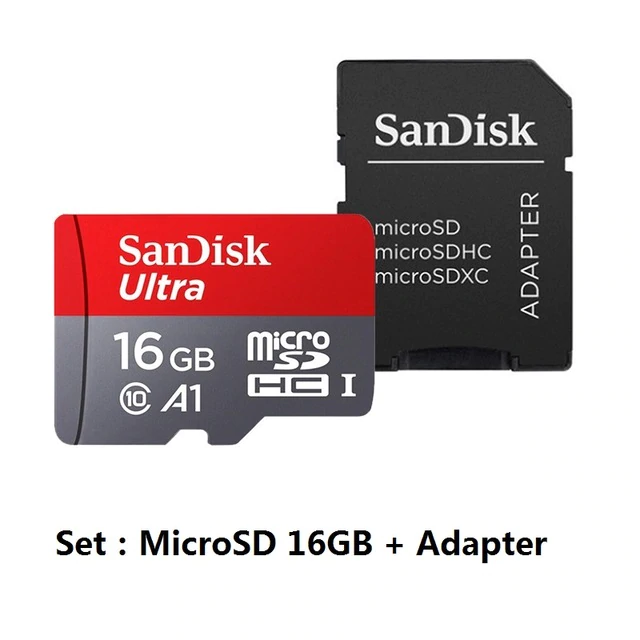 SanDisk
microSD
microSDHC
microSDXC
ADAPTER
SanDisk
Ultra
16 GB
micro
SD
HC I
10 A1
Set : MicroSD 16GB + Adapter